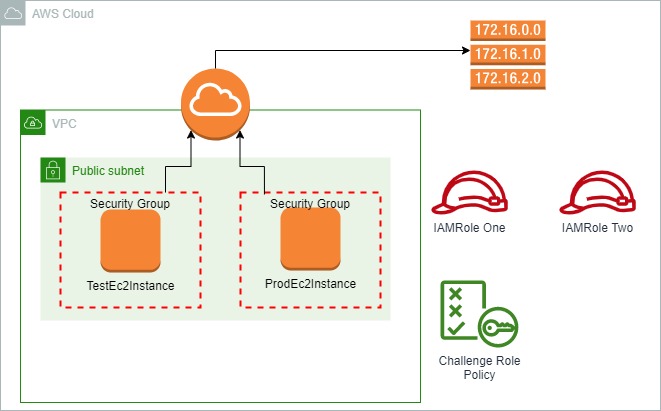 AWS Cloud
172.16.0.0
172.16.1.0
172.16.2.0
VPC
Public subnet
Security Group
Security Group
TestEc2Instance
ProdEc2Instance
IAMRole One
IAMRole Two
Challenge Role
Policy